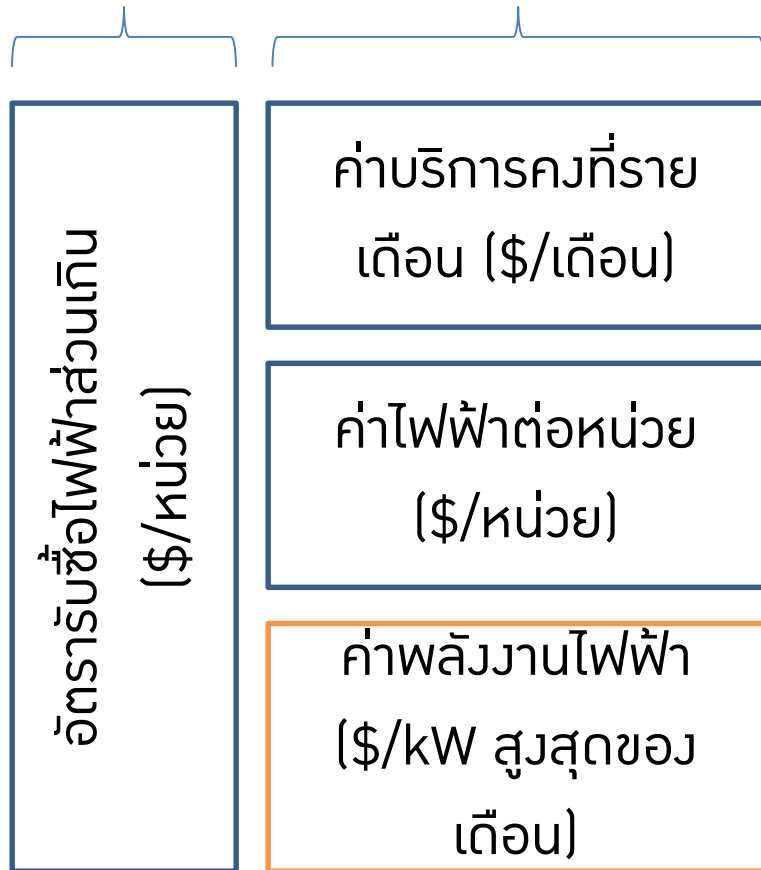 อัตรารับซื้อไฟฟ้าส่วนเกิน
($/หน่วย)
ค่าบริการคงที่ราย
เดือน ($/เดือน)
ค่าไฟฟ้าต่อหน่วย
($/หน่วย)
ค่าพลังงานไฟฟ้า
($/kW สูงสุดของ
เดือน)